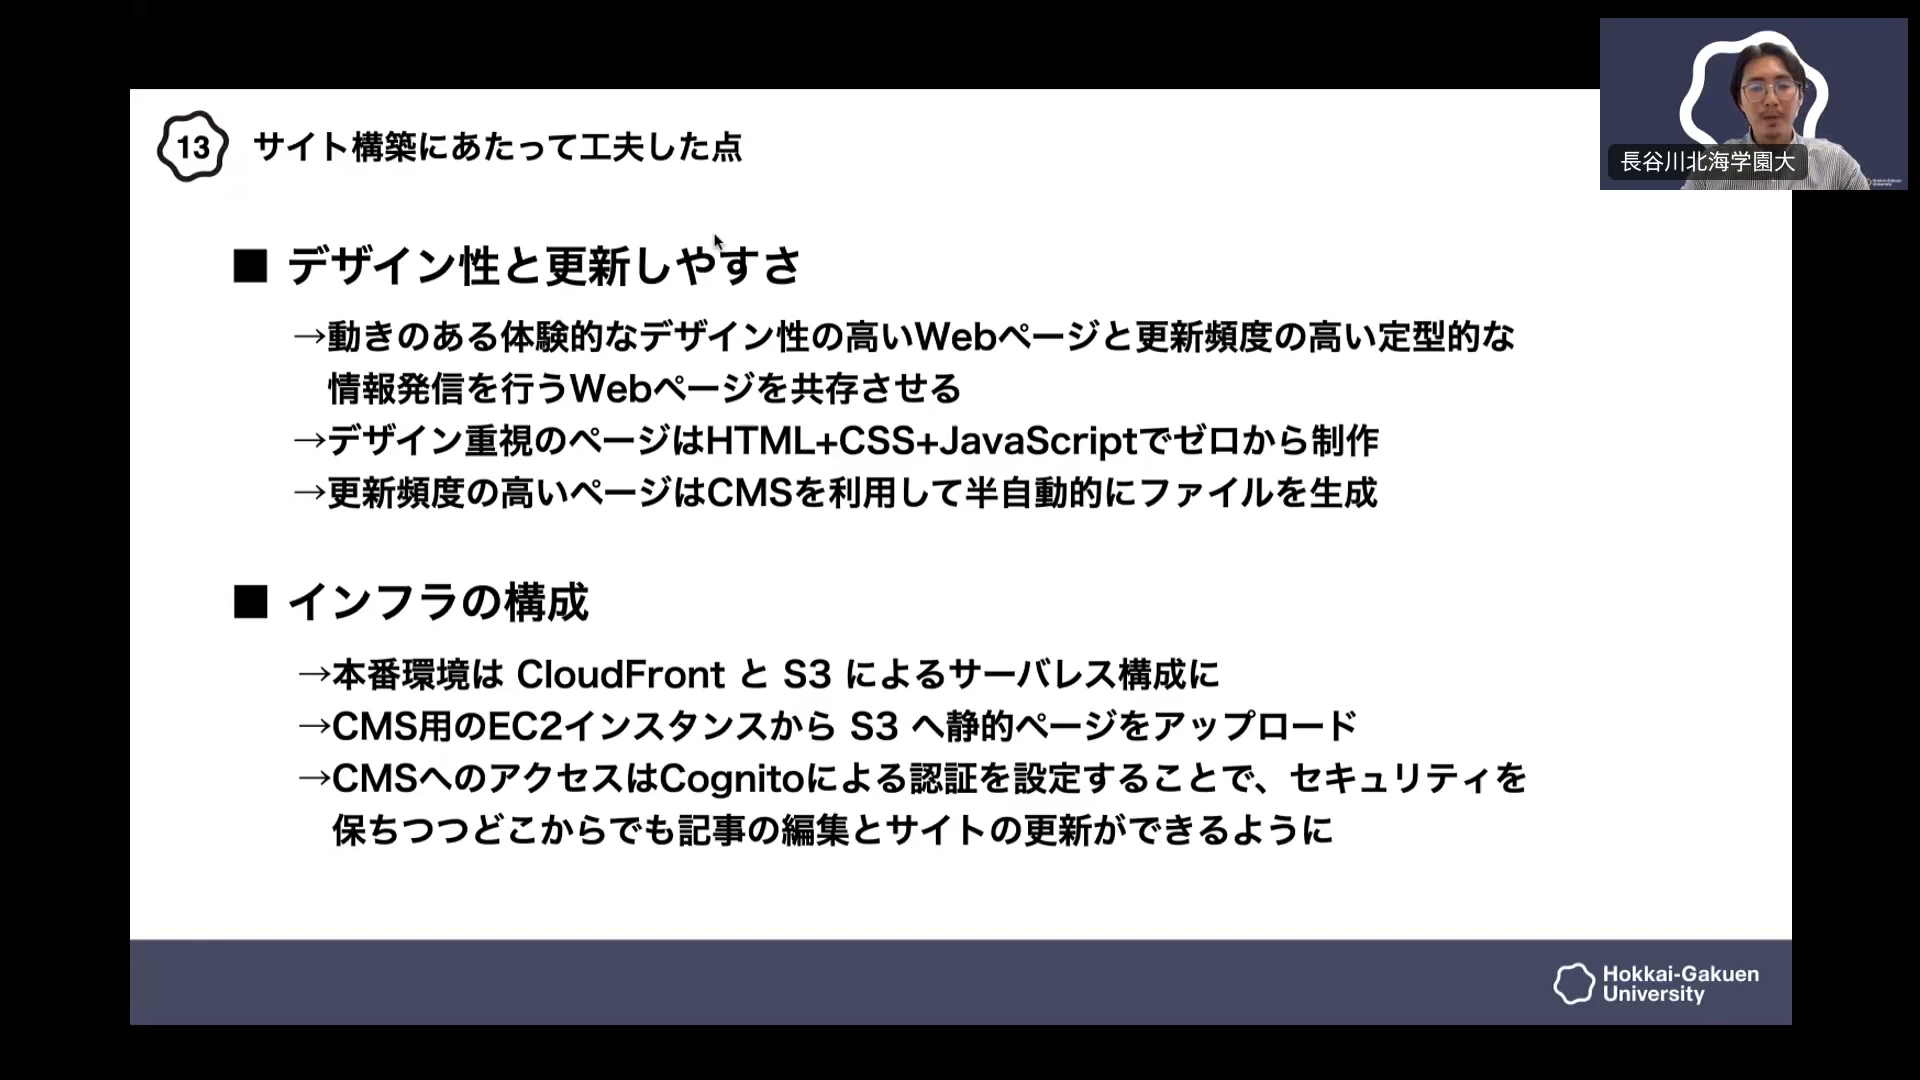 13 サイト構築にあたって工夫した点
長谷川北海学園大
■ デザイン性と更新しやすさ
→動きのある体験的なデザイン性の高いWebページと更新頻度の高い定型的な
情報発信を行うWebページを共存させる
→デザイン重視のページはHTML+CSS+JavaScriptでゼロから制作
→更新頻度の高いページはCMSを利用して半自動的にファイルを生成
■ インフラの構成
→本番環境は CloudFront と S3 によるサーバレス構成に
→CMS用のEC2インスタンスから S3 へ静的ページをアップロード
→CMSへのアクセスはCognitoによる認証を設定することで、セキュリティを
保ちつつどこからでも記事の編集とサイトの更新ができるように
Hokkai-Gakuen
University